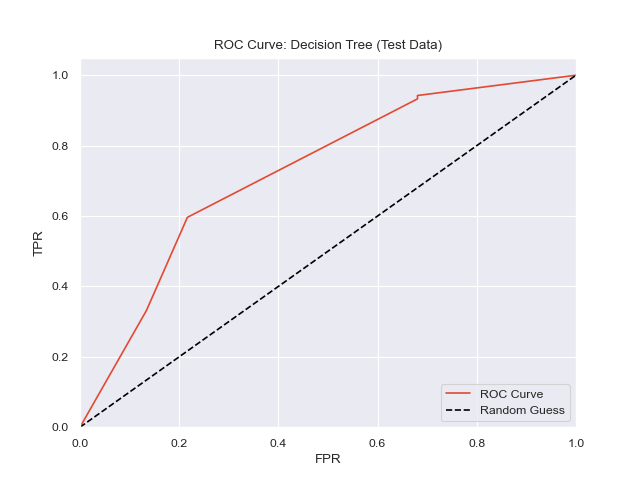 ROC Curve: Decision Tree (Test Data)
1.0
0.8
0.6
0.4
0.2
0.0
TPR
0.0 0.2 0.4 0.6 0.8 1.0
FPR
ROC Curve
Random Guess